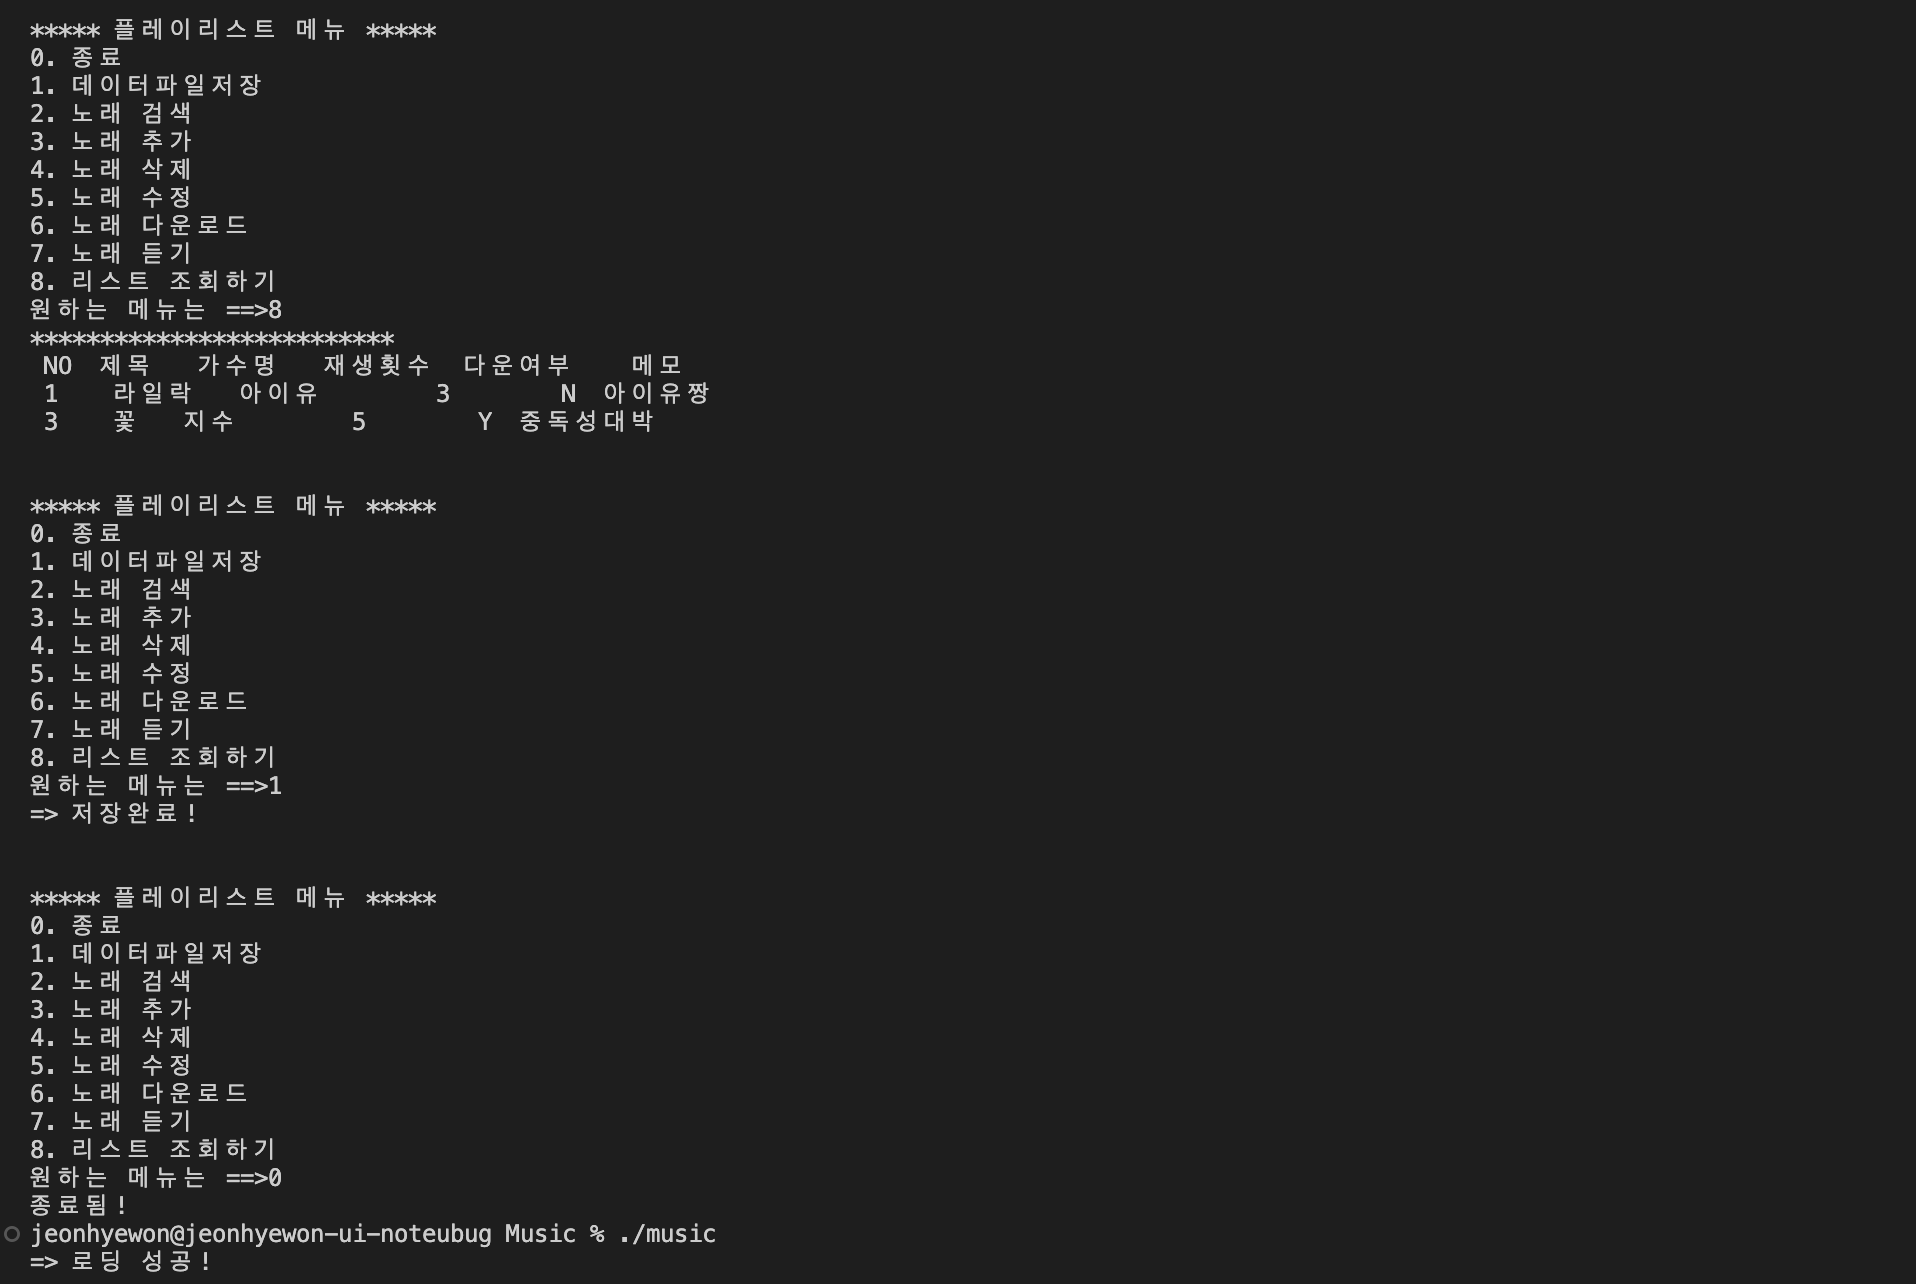 ***** 플레이리스트 메뉴 *****
0. 종료
1. 데이터파일저장
2. 노래 검색
3. 노래 추가
4. 노래 삭제
5. 노래 수정
6. 노래 다운로드
7. 노래 듣기
8. 리스트 조회하기
원하는 메뉴는 ==>8
**************************
NO 제목 가수명 재생횟수 다운여부 메모
1 라일락 아이유 3 N 아이유짱
3 꽃 지수 5 Y 중독성대박
***** 플레이리스트 메뉴 *****
0. 종료
1. 데이터파일저장
2. 노래 검색
3. 노래 추가
4. 노래 삭제
5. 노래 수정
6. 노래 다운로드
7. 노래 듣기
8. 리스트 조회하기
원하는 메뉴는 ==>1
=> 저장완료!
***** 플레이리스트 메뉴 *****
0. 종료
1. 데이터파일저장
2. 노래 검색
3. 노래 추가
4. 노래 삭제
5. 노래 수정
6. 노래 다운로드
7. 노래 듣기
8. 리스트 조회하기
원하는 메뉴는 ==>0
종료됨!
jeonhyewon@jeonhyewon-ui-noteubug Music % ./music
=> 로딩 성공!